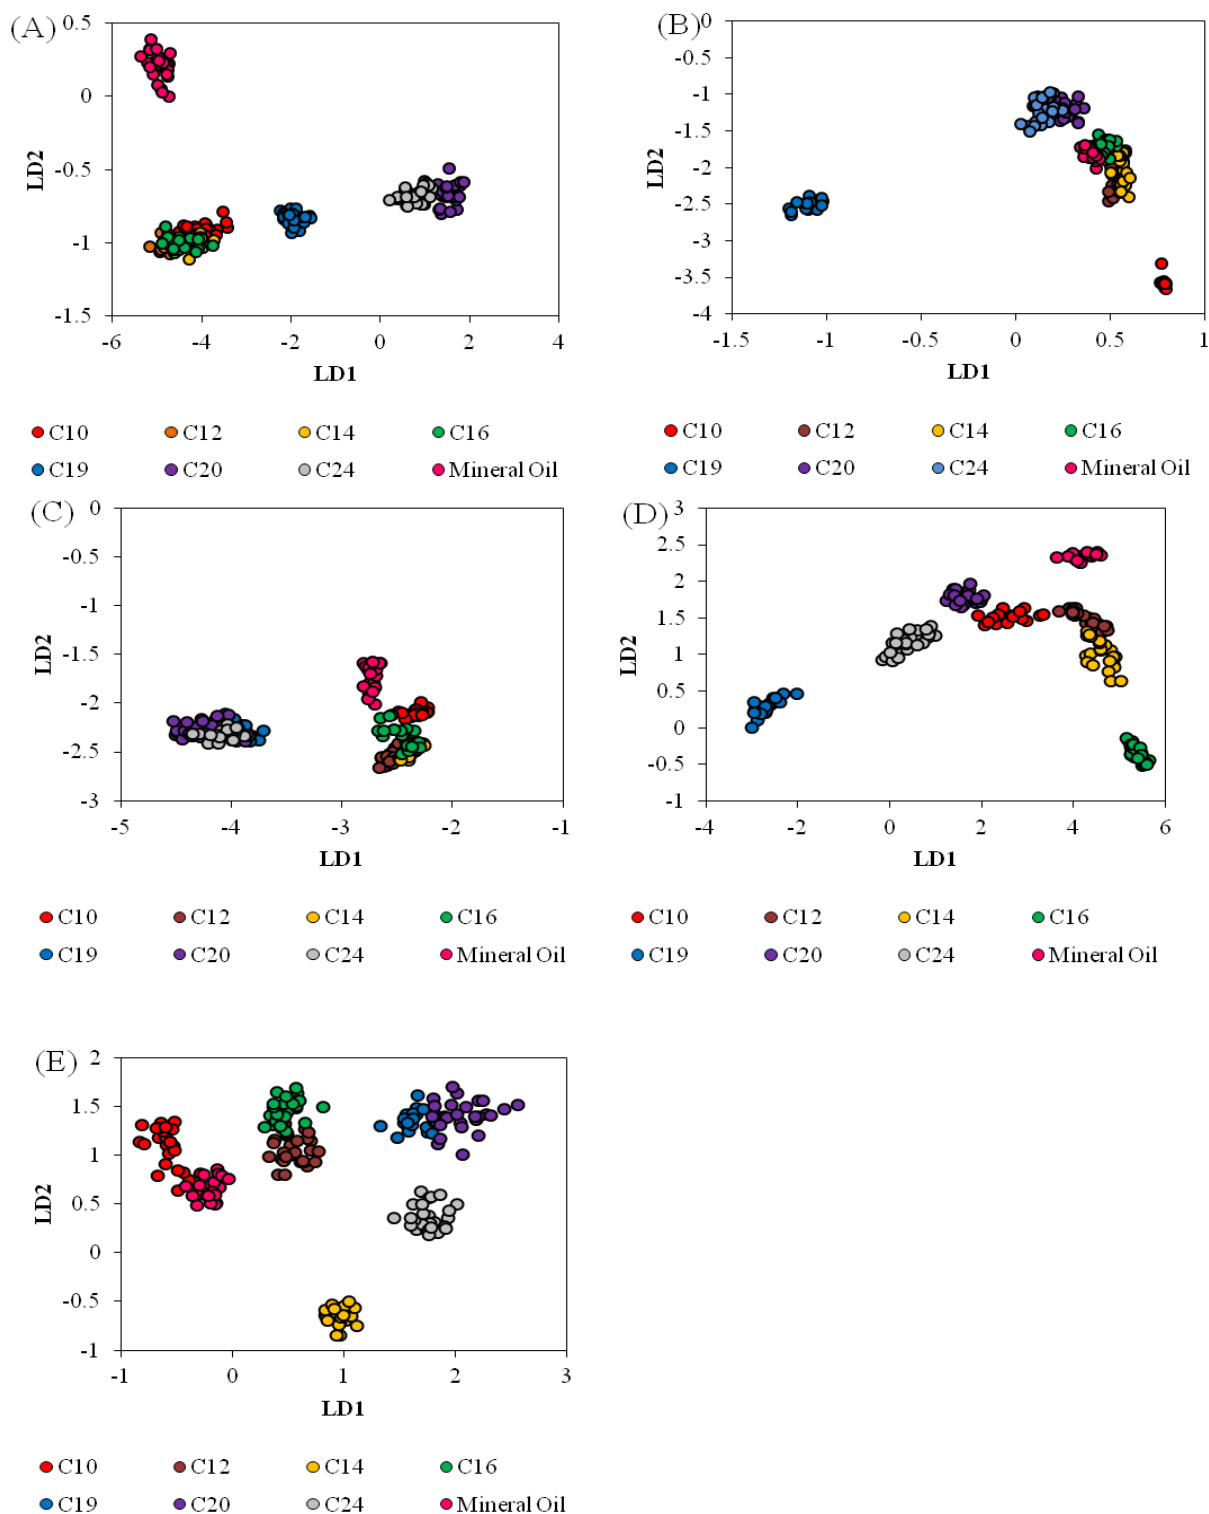 (A)
0.5
0
-0.5
-1
-1.5
LD2
-6 -4 -2 0 2 4
LD1
C10 C12 C14 C16
C19 C20 C24 Mineral Oil
(B)
0
-0.5
-1
-1.5
-2
-2.5
-3
-3.5
-4
LD2
-1.5 -1 -0.5 0 0.5 1
LD1
C10 C12 C14 C16
C19 C20 C24 Mineral Oil
(C)
0
-0.5
-1
-1.5
-2
-2.5
-3
LD2
-5 -4 -3 -2 -1
LD1
C10 C12 C14 C16
C19 C20 C24 Mineral Oil
(D)
3
2.5
2
1.5
1
0.5
0
-0.5
-1
LD2
-4 -2 0 2 4 6
LD1
C10 C12 C14 C16
C19 C20 C24 Mineral Oil
(E)
2
1.5
1
0.5
0
-0.5
-1
LD2
-1 0 1 2 3
LD1
C10 C12 C14 C16
C19 C20 C24 Mineral Oil